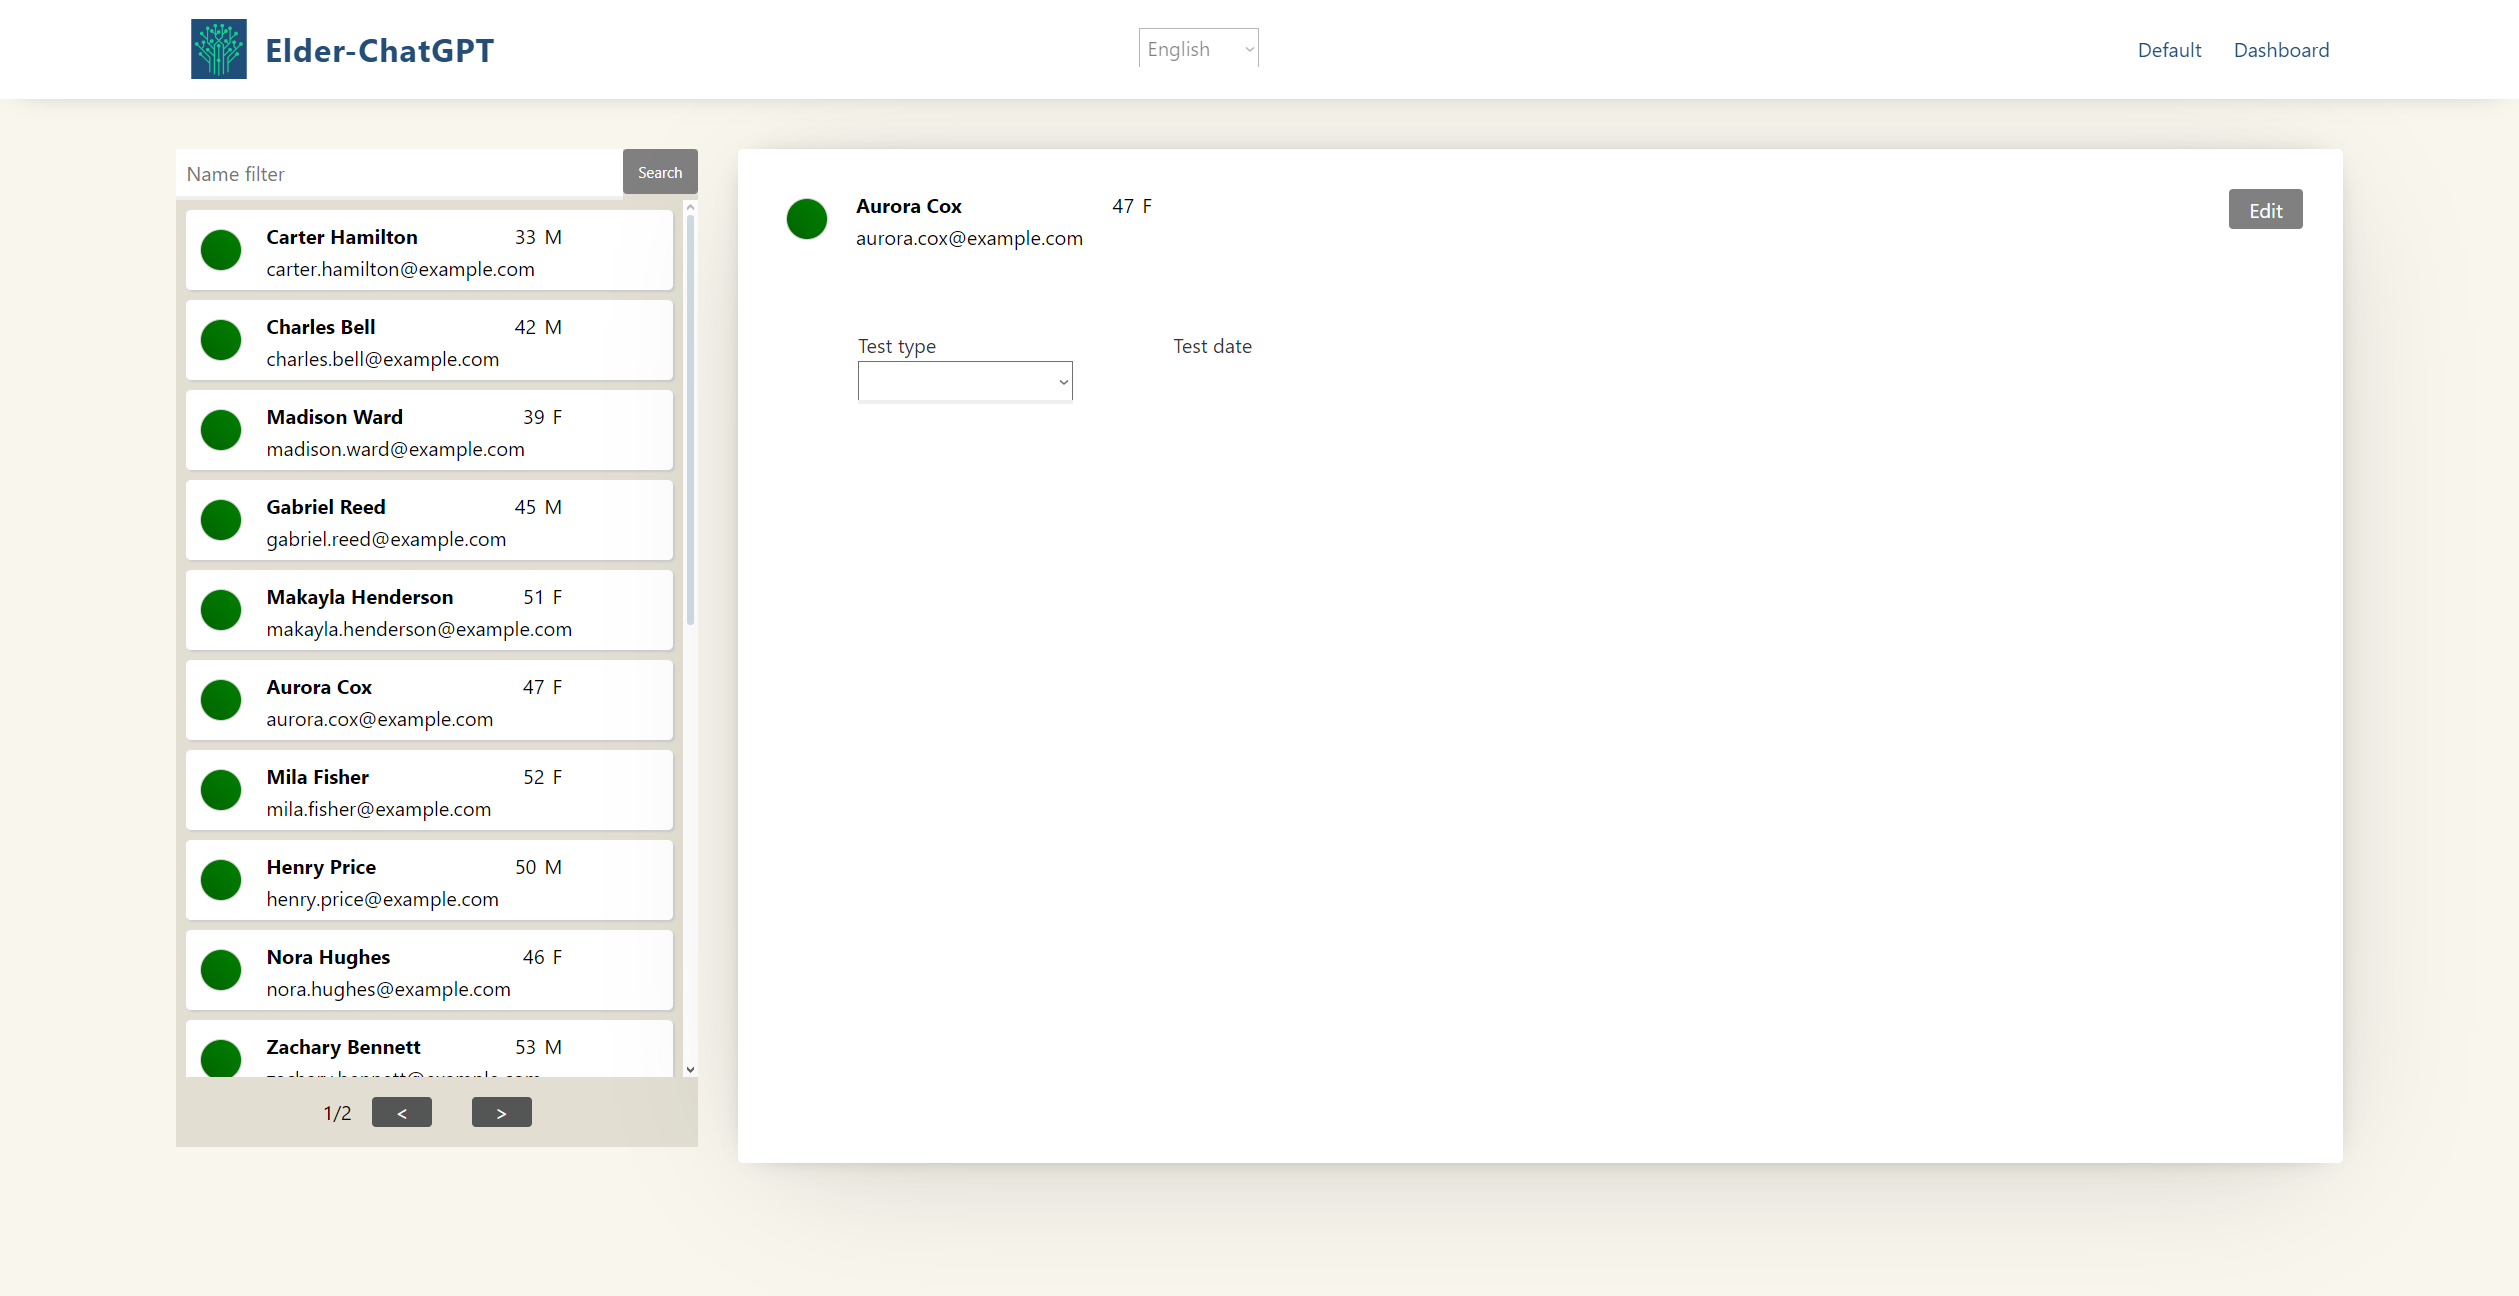 Elder-ChatGPT
English
Default Dashboard
Name filter
Search
Carter Hamilton 33 M
carter.hamilton@example.com
Charles Bell 42 M
charles.bell@example.com
Madison Ward 39 F
madison.ward@example.com
Gabriel Reed 45 M
gabriel.reed@example.com
Makayla Henderson 51 F
makayla.henderson@example.com
Aurora Cox 47 F
aurora.cox@example.com
Mila Fisher 52 F
mila.fisher@example.com
Henry Price 50 M
henry.price@example.com
Nora Hughes 46 F
nora.hughes@example.com
Zachary Bennett 53 M
zachary.bennett@example.com
1/2 < >
Aurora Cox 47 F
aurora.cox@example.com
Edit
Test type Test date